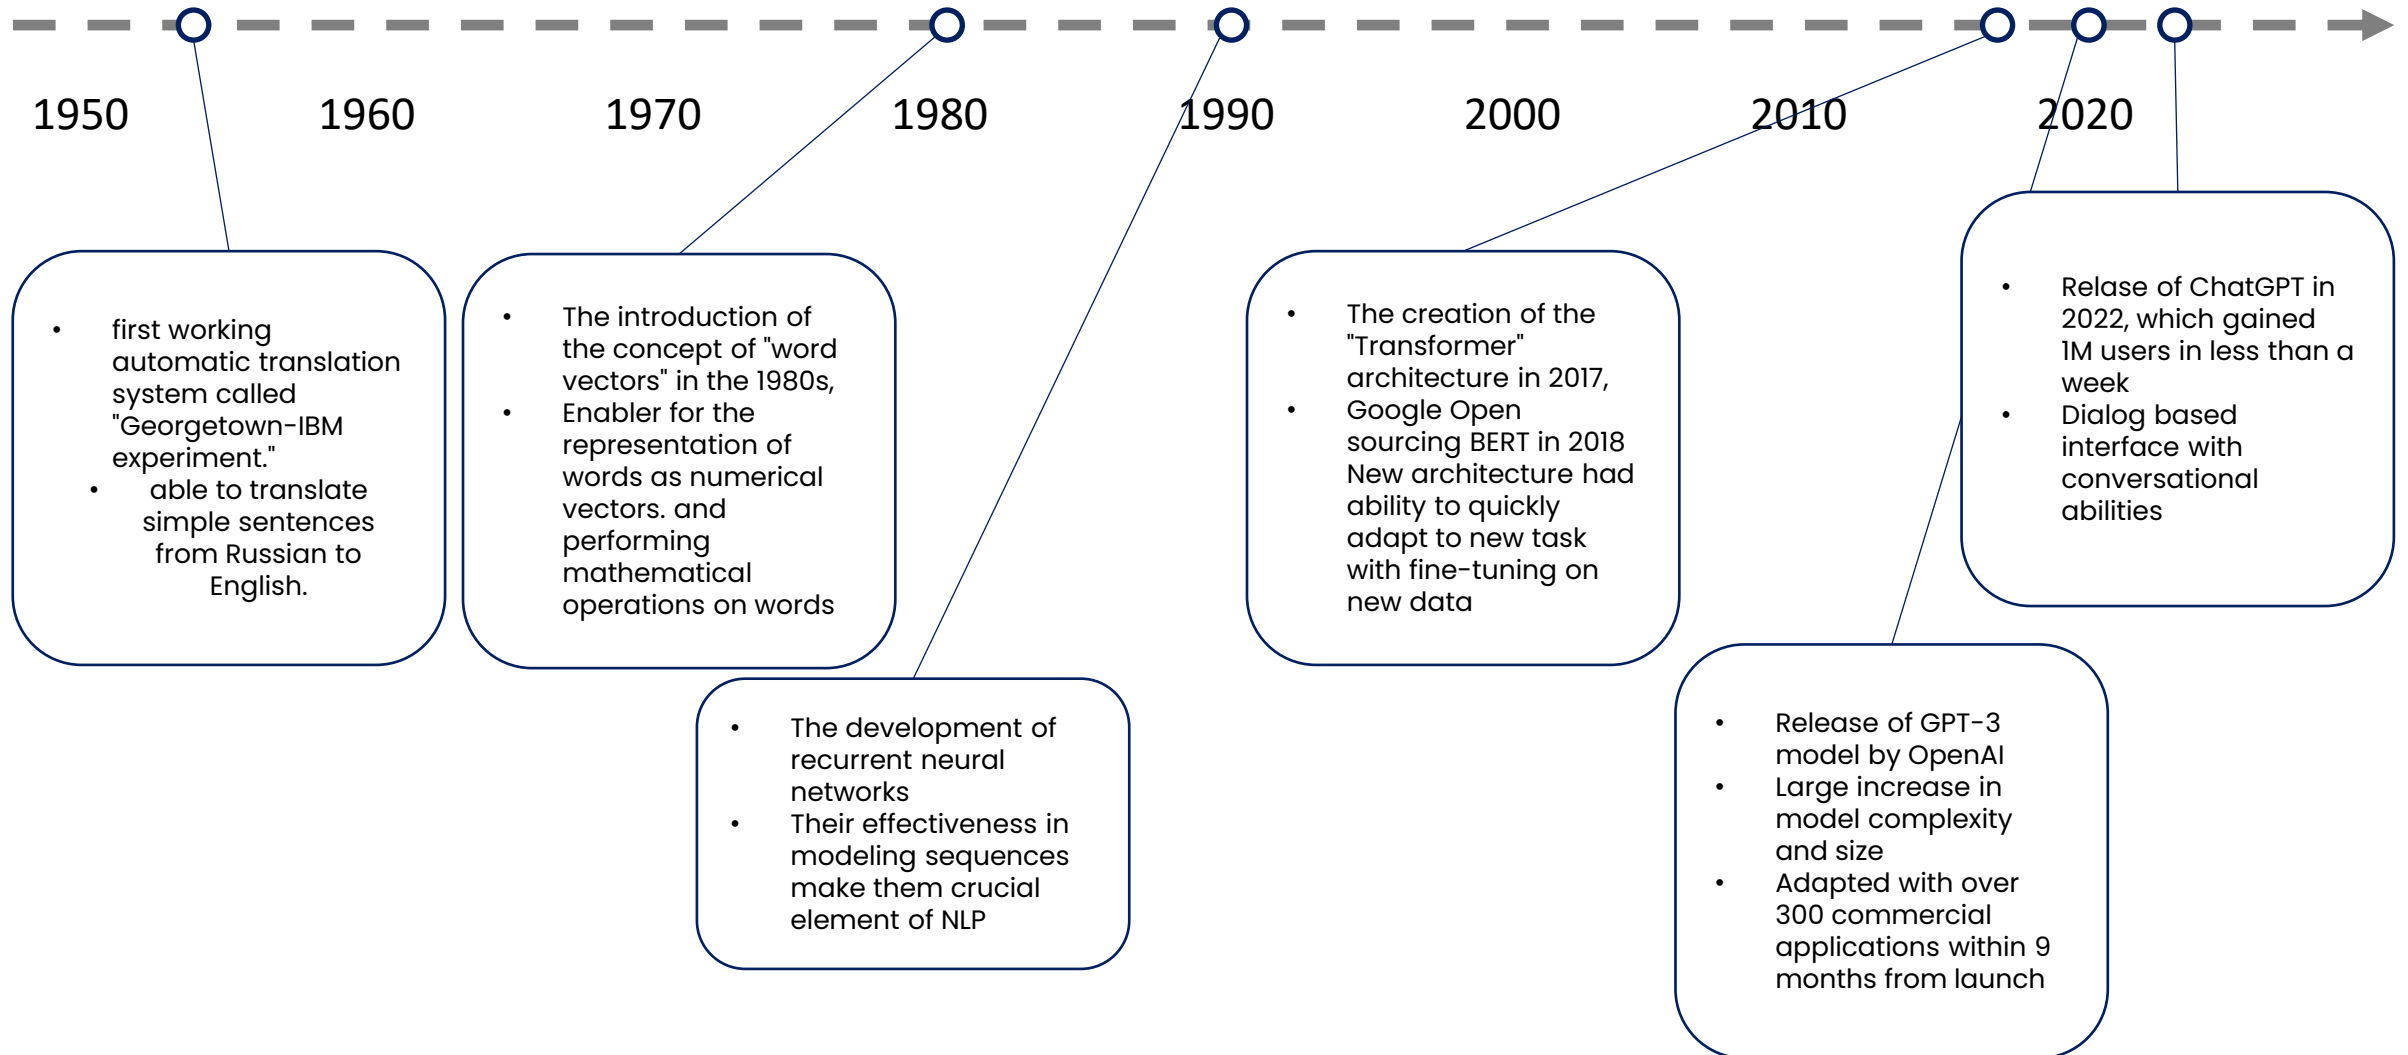 1950
1960
1970
1980
1990
2000
2010
2020
• first working
automatic translation
system called
"Georgetown-IBM
experiment."
• able to translate
simple sentences
from Russian to
English.
• The introduction of
the concept of "word
vectors" in the 1980s,
• Enabler for the
representation of
words as numerical
vectors. and
performing
mathematical
operations on words
• The development of
recurrent neural
networks
• Their effectiveness in
modeling sequences
make them crucial
element of NLP
• The creation of the
"Transformer"
architecture in 2017,
• Google Open
sourcing BERT in 2018
New architecture had
ability to quickly
adapt to new task
with fine-tuning on
new data
• Release of GPT-3
model by OpenAI
• Large increase in
model complexity
and size
• Adapted with over
300 commercial
applications within 9
months from launch
• Relase of ChatGPT in
2022, which gained
1M users in less than a
week
• Dialog based
interface with
conversational
abilities